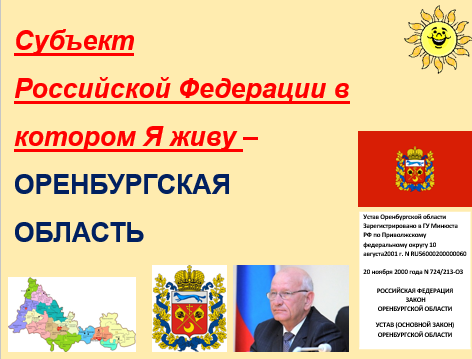 Субъект
Российской Федерации в
котором Я живу –
ОРЕНБУРГСКАЯ
ОБЛАСТЬ
Устав Оренбургской области
Зарегистрировано в ГУ Минюста
РФ по Приволжскому
федеральному округу 10
августа2001 г. N RUS6000200000060
20 ноября 2000 года N 724/213-ОЗ
РОССИЙСКАЯ ФЕДЕРАЦИЯ
ЗАКОН
ОРЕНБУРГСКОЙ ОБЛАСТИ
УСТАВ (ОСНОВНОЙ ЗАКОН)
ОРЕНБУРГСКОЙ ОБЛАСТИ